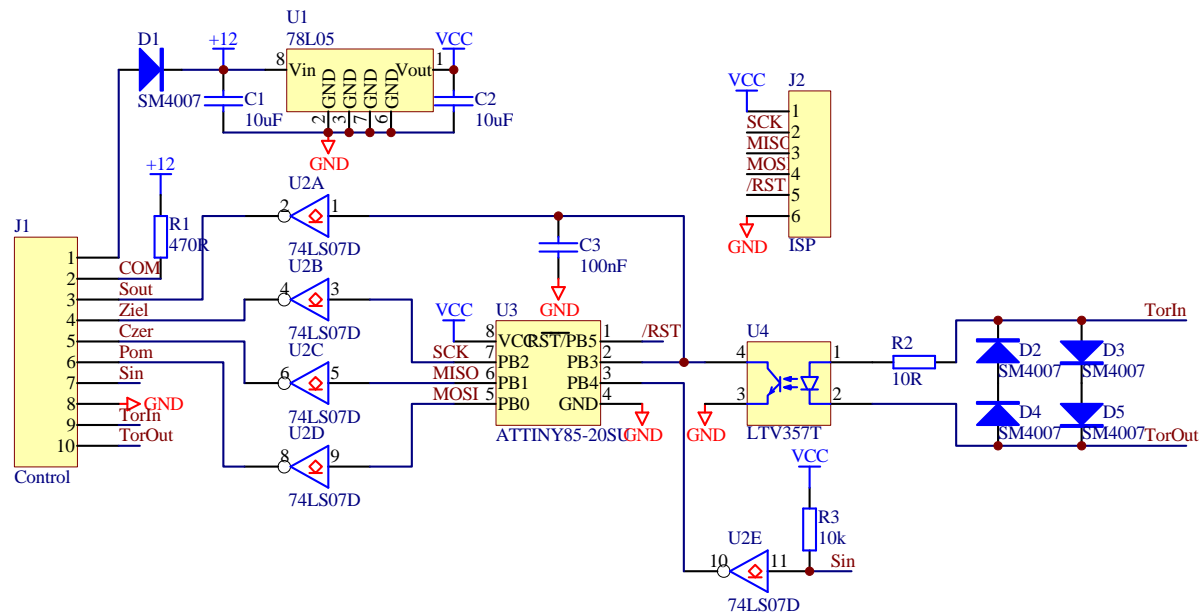 U1
78L05
D1
+12
VCC
8
Vin
Vout
1
GND
GND
GND
GND
2
3
7
6
SM4007
C1
10uF
C2
10uF
GND
+12
R1
470R
U2A
2
1
74LS07D
C3
100nF
GND
J2
VCC
1
SCK
2
MISO
3
MOSI
4
/RST
5
6
GND
ISP
J1
1
COM
2
Sout
3
Ziel
4
Czer
5
Pom
6
Sin
7
8
GND
TorIn
9
TorOut
10
Control
U2B
4
3
74LS07D
U2C
6
5
74LS07D
U2D
8
9
74LS07D
VCC
U3
8
VCC
RST/PB5
1
/RST
SCK
7
PB2
PB3
2
MISO
6
PB1
PB4
3
MOSI
5
PB0
GND
4
GND
ATTINY85-20SU
U4
4
1
3
2
GND
LTV357T
R2
10R
TorIn
D2
SM4007
D3
SM4007
D4
SM4007
D5
SM4007
TorOut
VCC
R3
10k
U2E
10
11
Sin
74LS07D